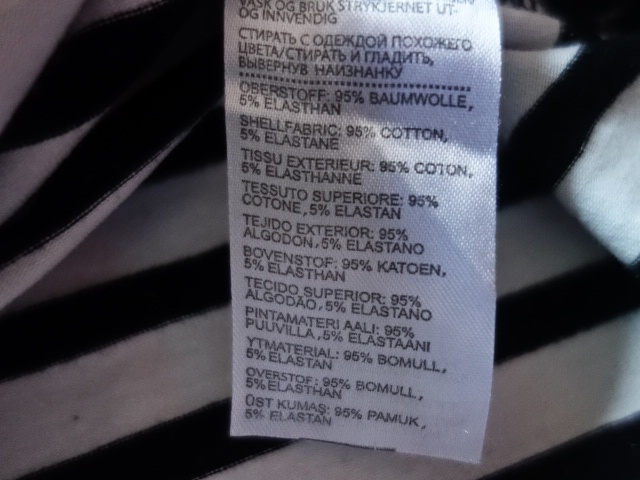 VASK OG BRUK STRYKJERNET UT-
OG INNVENDIG
СТИРАТЬ С ОДЕЖДОЙ ПОХОЖЕГО
ЦВЕТА/СТИРАТЬ И ГЛАДИТЬ,
ВЫВЕРНУВ НАИЗНАНКУ
OBERSTOFF: 95% BAUMWOLLE,
5% ELASTHAN
SHELLFABRIC: 95% COTTON,
5% ELASTANE
TISSU EXTERIEUR: 95% COTON,
5% ELASTHANNE
TESSUTO SUPERIORE: 95%
COTONE, 5% ELASTAN
TEJIDO EXTERIOR: 95%
ALGODON, 5% ELASTANO
BOVENSTOF: 95% KATOEN,
5% ELASTHAN
TECIDO SUPERIOR: 95%
ALGODAO, 5% ELASTANO
PINTAMATERI AALI: 95%
PUUVILLA ,5% ELASTAANI
YTMATERIAL: 95% BOMULL,
5% ELASTAN
OVERSTOF: 95% BOMULL,
5% ELASTHAN
ÜST KUMAS: 95% PAMUK,
5% ELASTAN